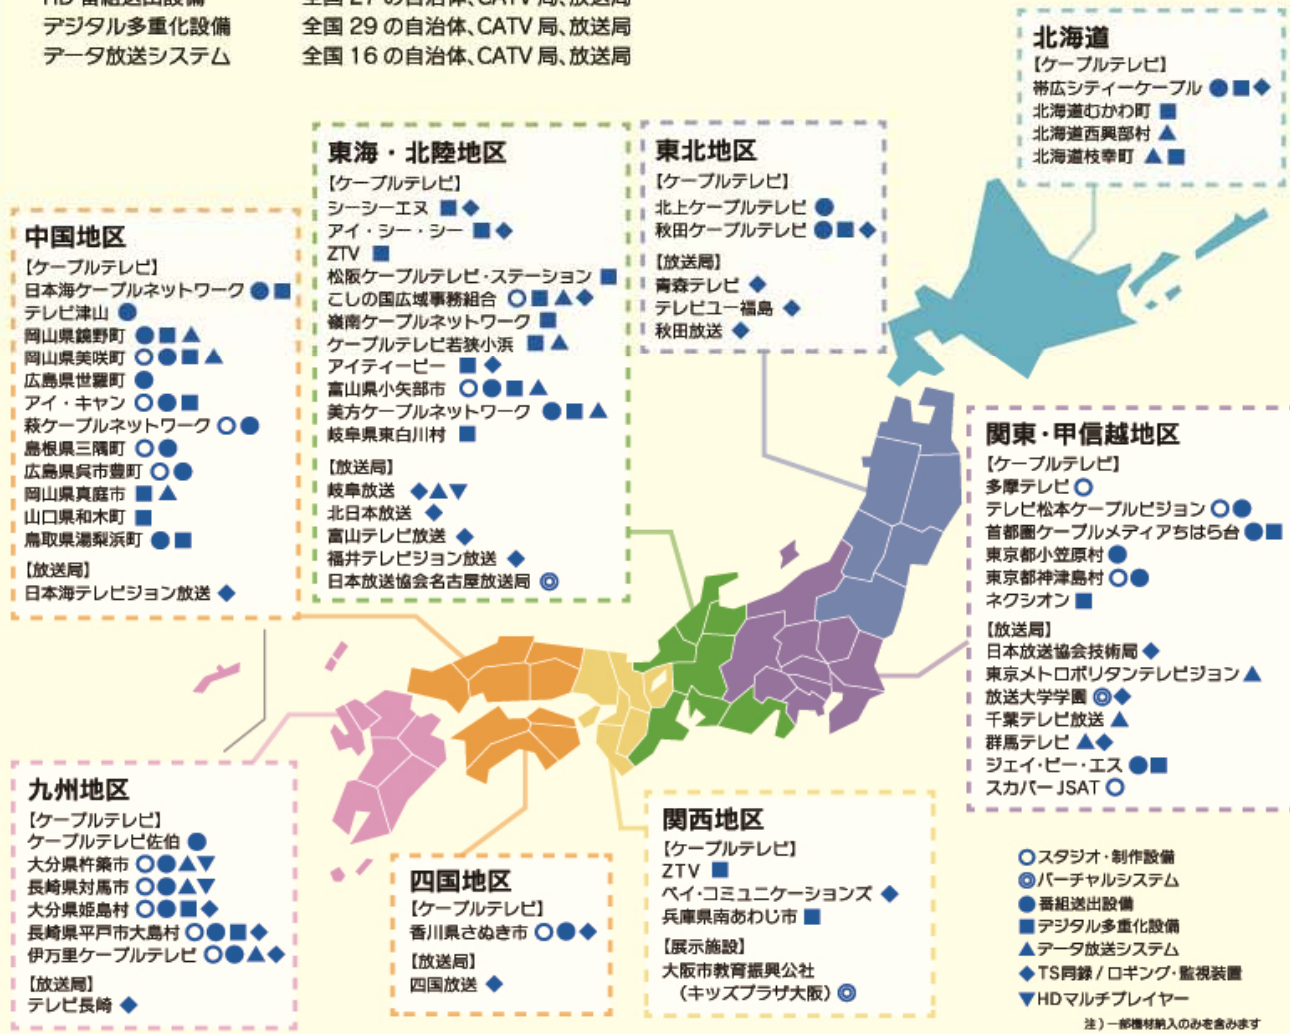 HD 番組送出設備 全国 27 の自治体、CATV 局、放送局
デジタル多重化設備 全国 29 の自治体、CATV 局、放送局
データ放送システム 全国 16 の自治体、CATV 局、放送局
北海道
【ケーブルテレビ】
帯広シティーケーブル ●■◆
北海道むかわ町 ■
北海道西興部村 ▲
北海道枝幸町 ▲■
東北地区
【ケーブルテレビ】
北上ケーブルテレビ ●
秋田ケーブルテレビ ●■◆
【放送局】
青森テレビ ◆
テレビユー福島 ◆
秋田放送 ◆
東海・北陸地区
【ケーブルテレビ】
シーシーエヌ ■◆
アイ・シー・シー ■◆
ZTV ■
松阪ケーブルテレビ・ステーション ■
こしの国広域事務組合 ○■▲◆
嶺南ケーブルネットワーク ■
ケーブルテレビ若狭小浜 ■▲
アイティービー ■◆
富山県小矢部市 ○●■▲
美方ケーブルネットワーク ●■▲
岐阜県東白川村 ■
【放送局】
岐阜放送 ◆▲▼
北日本放送 ◆
富山テレビ放送 ◆
福井テレビジョン放送 ◆
日本放送協会名古屋放送局 ◎
中国地区
【ケーブルテレビ】
日本海ケーブルネットワーク ●■
テレビ津山 ●
岡山県鏡野町 ●■▲
岡山県美咲町 ○●■▲
広島県世羅町 ●
アイ・キャン ○●■
萩ケーブルネットワーク ○●
島根県三隅町 ○●
広島県呉市豊町 ○●
岡山県真庭市 ■▲
山口県和木町 ■
鳥取県湯梨浜町 ●■
【放送局】
日本海テレビジョン放送 ◆
関東・甲信越地区
【ケーブルテレビ】
多摩テレビ ○
テレビ松本ケーブルビジョン ○●
首都圏ケーブルメディアちはら台 ●■
東京都小笠原村 ●
東京都神津島村 ○●
ネクシオン ■
【放送局】
日本放送協会技術局 ◆
東京メトロポリタンテレビジョン ▲
放送大学学園 ◎◆
千葉テレビ放送 ▲
群馬テレビ ▲◆
ジェイ・ピー・エス ●■
スカパー JSAT ○
九州地区
【ケーブルテレビ】
ケーブルテレビ佐伯 ●
大分県杵築市 ○●▲▼
長崎県対馬市 ○●▲▼
大分県姫島村 ○●■◆
長崎県平戸市大島村 ○●■◆
伊万里ケーブルテレビ ○●▲◆
【放送局】
テレビ長崎 ◆
四国地区
【ケーブルテレビ】
香川県さぬき市 ○●◆
【放送局】
四国放送 ◆
関西地区
【ケーブルテレビ】
ZTV ■
ベイ・コミュニケーションズ ◆
兵庫県南あわじ市 ■
【展示施設】
大阪市教育振興公社
（キッズプラザ大阪） ◎
○スタジオ・制作設備
◎バーチャルシステム
●番組送出設備
■デジタル多重化設備
▲データ放送システム
◆TS同録 / ロギング・監視装置
▼HDマルチプレイヤー
注）一部機材納入のみを含みます